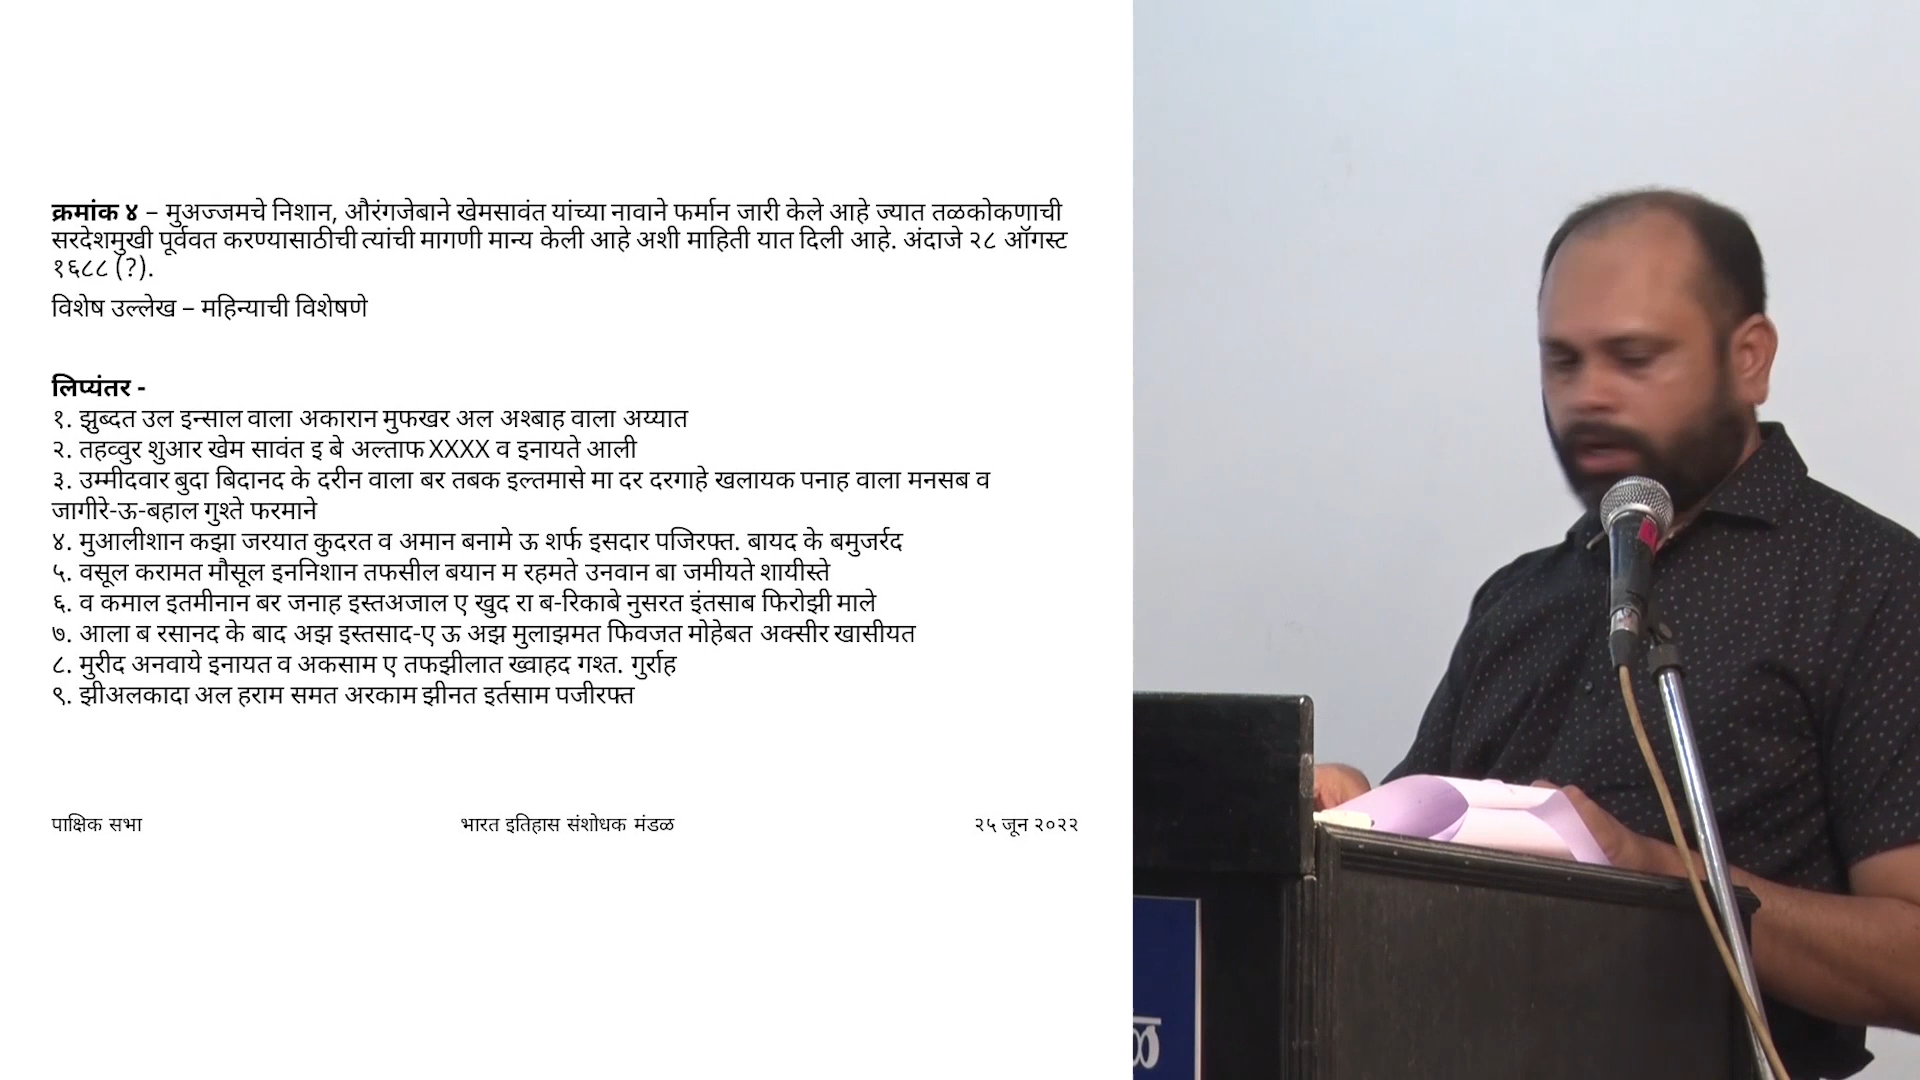 क्रमांक ४ – मुअज्जमचे निशान, औरंगजेबाने खेमसावंत यांच्या नावाने फर्मान जारी केले आहे ज्यात तळकोकणाची
सरदेशमुखी पूर्ववत करण्यासाठीची त्यांची मागणी मान्य केली आहे अशी माहिती यात दिली आहे. अंदाजे २८ ऑगस्ट
१६८८ (?).
विशेष उल्लेख – महिन्याची विशेषणे
लिप्यंतर -
१. झुब्दत उल इन्साल वाला अकारान मुफखर अल अश्बाह वाला अय्यात
२. तहव्वुर शुआर खेम सावंत इ बे अल्ताफ XXXX व इनायते आली
३. उम्मीदवार बुदा बिदानद के दरीन वाला बर तबक इल्तमासे मा दर दरगाहे खलायक पनाह वाला मनसब व
जागीरे-ऊ-बहाल गुश्ते फरमाने
४. मुआलीशान कझा जरयात कुदरत व अमान बनामे ऊ शर्फ इसदार पजिरफ्त. बायद के बमुजर्रद
५. वसूल करामत मौसूल इननिशान तफसील बयान म रहमते उनवान बा जमीयते शायीस्ते
६. व कमाल इतमीनान बर जनाह इस्तअजाल ए खुद रा ब-रिकाबे नुसरत इंतसाब फिरोझी माले
७. आला ब रसानद के बाद अझ इस्तसाद-ए ऊ अझ मुलाझमत फिवजत मोहेबत अक्सीर खासीयत
८. मुरीद अनवाये इनायत व अकसाम ए तफझीलात ख्वाहद गश्त. गुर्राह
९. झीअलकादा अल हराम समत अरकाम झीनत इर्तसाम पजीरफ्त
पाक्षिक सभा
भारत इतिहास संशोधक मंडळ
२५ जून २०२२